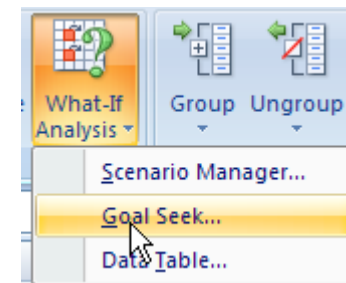 What-If Group Ungroup
Analysis
Scenario Manager...
Goal Seek...
Data Table...